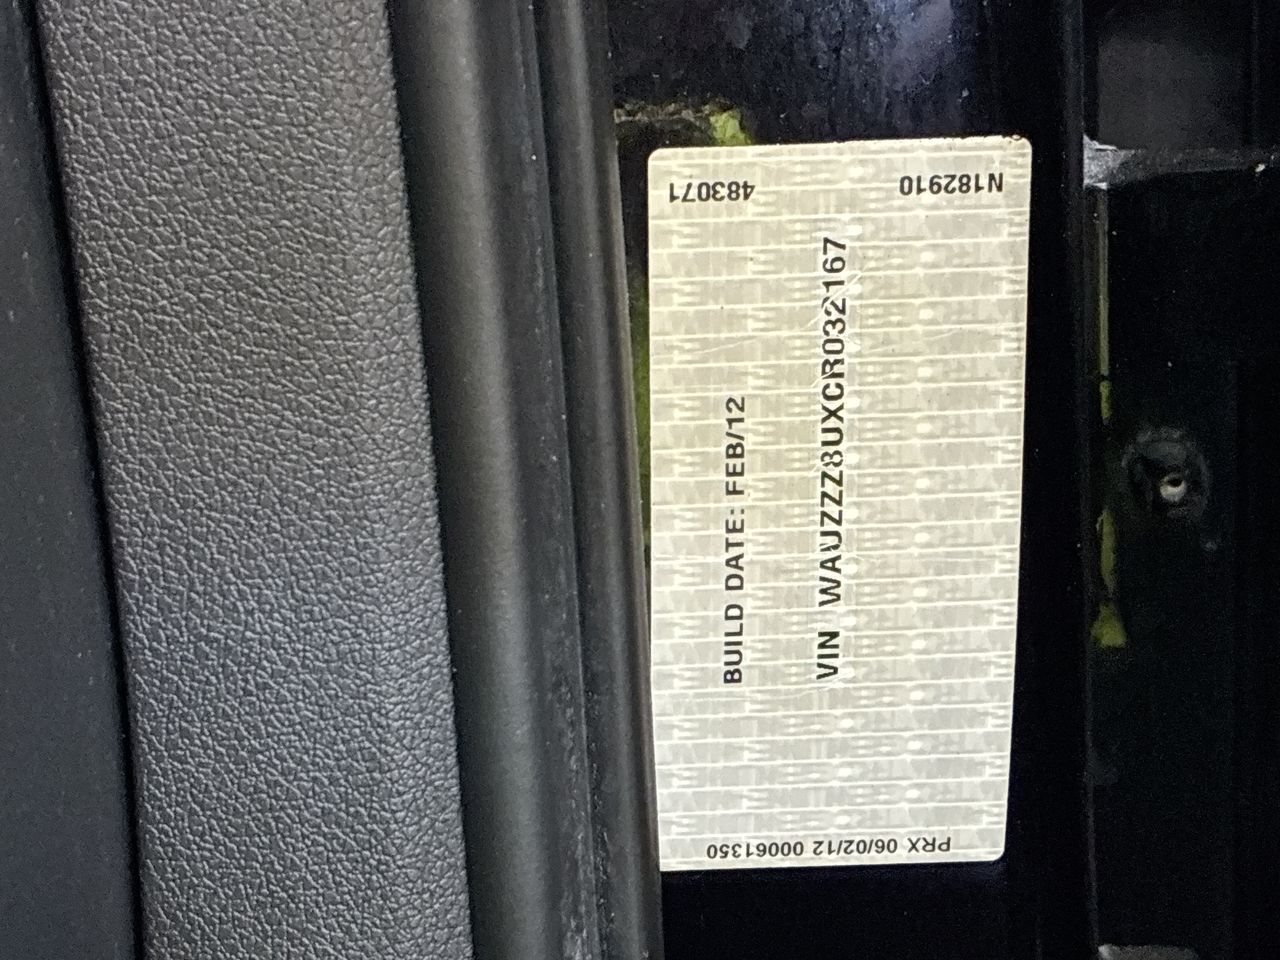 N182910
483071
BUILD DATE: FEB/12
VIN WAUZZZ8UXCR032167
PRX 06/02/12 00061350